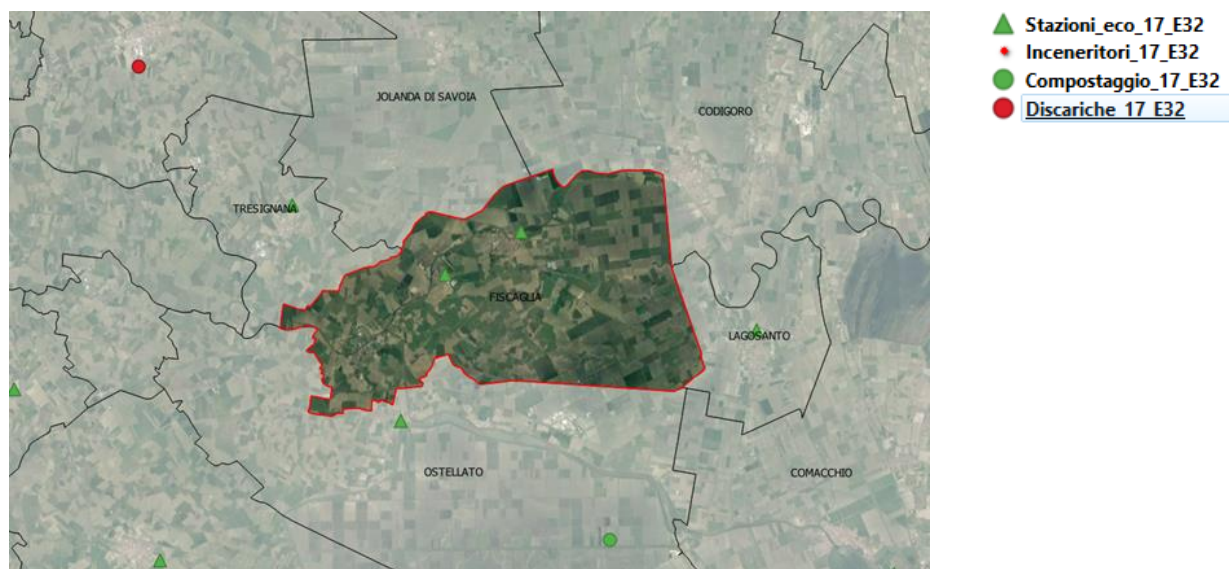 JOLANDA DI SAVOIA
CODIGORO
TRESIGNANA
FISCAGLIA
LAGOSANTO
OSTELLATO
COMACCHIO
Stazioni_eco_17_E32
Inceneritori_17_E32
Compostaggio_17_E32
Discariche_17_E32